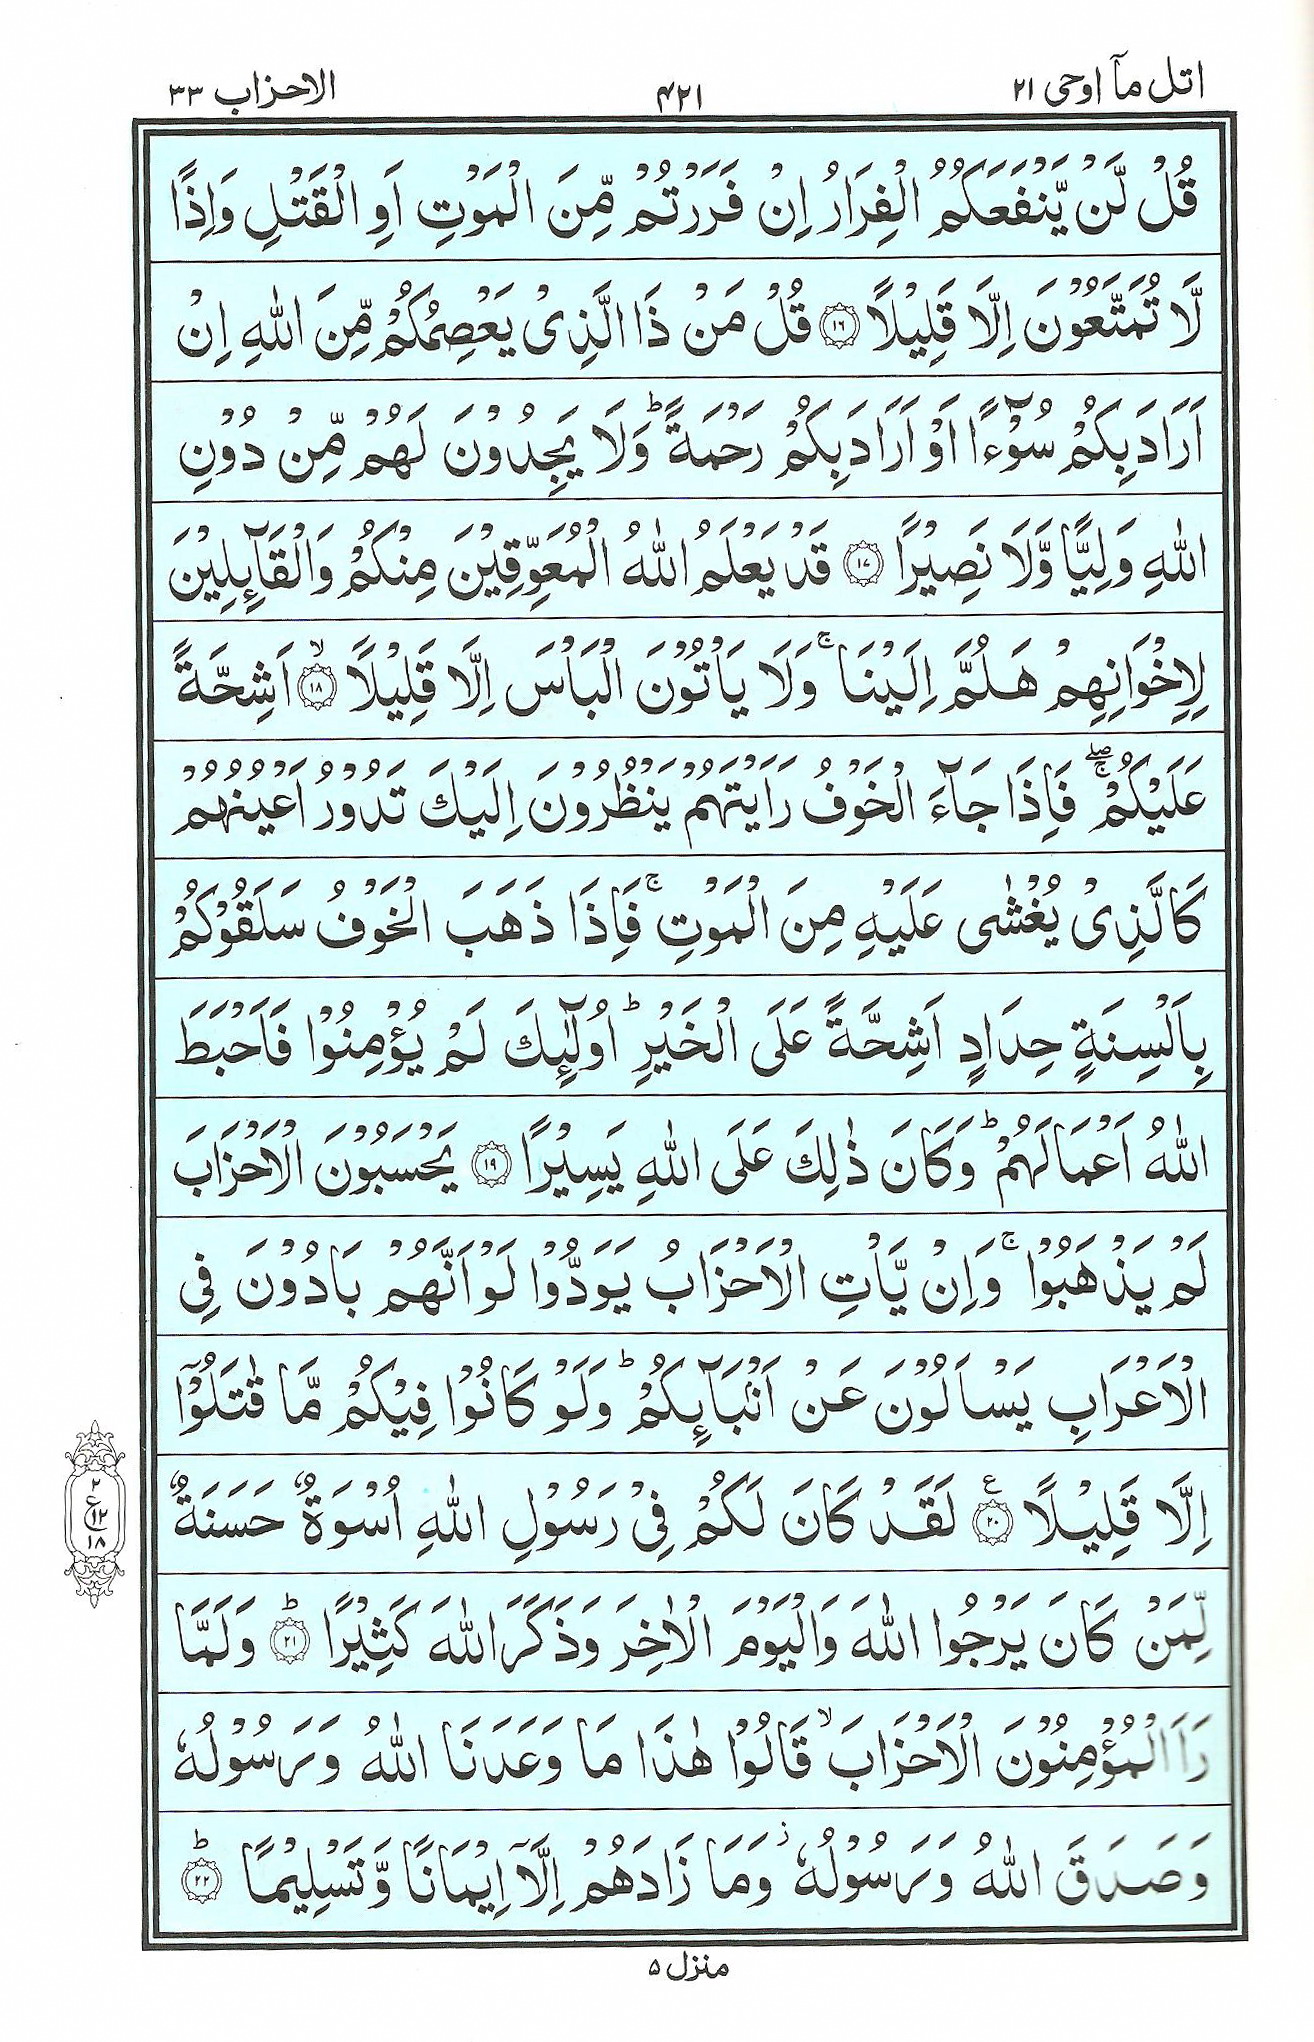 اتل مآ اوحی ۲۱
۴۲۱
الاحزاب ۳۳
قُلْ لَّنْ يَّنْفَعَكُمُ الْفِرَارُ اِنْ فَرَرْتُمْ مِّنَ الْمَوْتِ اَوِ الْقَتْلِ وَاِذًا
لَّا تُمَتَّعُوْنَ اِلَّا قَلِيْلًا ۝۱۶ قُلْ مَنْ ذَا الَّذِیْ يَعْصِمُكُمْ مِّنَ اللّٰهِ اِنْ
اَرَادَ بِكُمْ سُوْٓءًا اَوْ اَرَادَ بِكُمْ رَحْمَةً ؕ وَلَا يَجِدُوْنَ لَهُمْ مِّنْ دُوْنِ
اللّٰهِ وَلِيًّا وَّلَا نَصِيْرًا ۝۱۷ قَدْ يَعْلَمُ اللّٰهُ الْمُعَوِّقِيْنَ مِنْكُمْ وَالْقَآئِلِيْنَ
لِاِخْوَانِهِمْ هَلُمَّ اِلَيْنَا ۚ وَلَا يَاْتُوْنَ الْبَاْسَ اِلَّا قَلِيْلًا ۝۱۸ۙ اَشِحَّةً
عَلَيْكُمْ ۖۚ فَاِذَا جَآءَ الْخَوْفُ رَاَيْتَهُمْ يَنْظُرُوْنَ اِلَيْكَ تَدُوْرُ اَعْيُنُهُمْ
كَالَّذِیْ يُغْشٰی عَلَيْهِ مِنَ الْمَوْتِ ۚ فَاِذَا ذَهَبَ الْخَوْفُ سَلَقُوْكُمْ
بِاَلْسِنَةٍ حِدَادٍ اَشِحَّةً عَلَی الْخَيْرِ ؕ اُولٰٓئِكَ لَمْ يُؤْمِنُوْا فَاَحْبَطَ
اللّٰهُ اَعْمَالَهُمْ ؕ وَكَانَ ذٰلِكَ عَلَی اللّٰهِ يَسِيْرًا ۝۱۹ يَحْسَبُوْنَ الْاَحْزَابَ
لَمْ يَذْهَبُوْا ۚ وَاِنْ يَّاْتِ الْاَحْزَابُ يَوَدُّوْا لَوْ اَنَّهُمْ بَادُوْنَ فِی
الْاَعْرَابِ يَسْاَلُوْنَ عَنْ اَنْۢبَآئِكُمْ ؕ وَلَوْ كَانُوْا فِيْكُمْ مَّا قٰتَلُوْۤا
اِلَّا قَلِيْلًا ۝۲۰ ع لَقَدْ كَانَ لَكُمْ فِیْ رَسُوْلِ اللّٰهِ اُسْوَةٌ حَسَنَةٌ
۲
ع
۱۲
۱۸
لِّمَنْ كَانَ يَرْجُوا اللّٰهَ وَالْيَوْمَ الْاٰخِرَ وَذَكَرَ اللّٰهَ كَثِيْرًا ۝۲۱ؕ وَلَمَّا
رَاَ الْمُؤْمِنُوْنَ الْاَحْزَابَ ۙ قَالُوْا هٰذَا مَا وَعَدَنَا اللّٰهُ وَرَسُوْلُهٗ
وَصَدَقَ اللّٰهُ وَرَسُوْلُهٗ ؗ وَمَا زَادَهُمْ اِلَّاۤ اِيْمَانًا وَّتَسْلِيْمًا ۝۲۲ؕ
منزل ۵